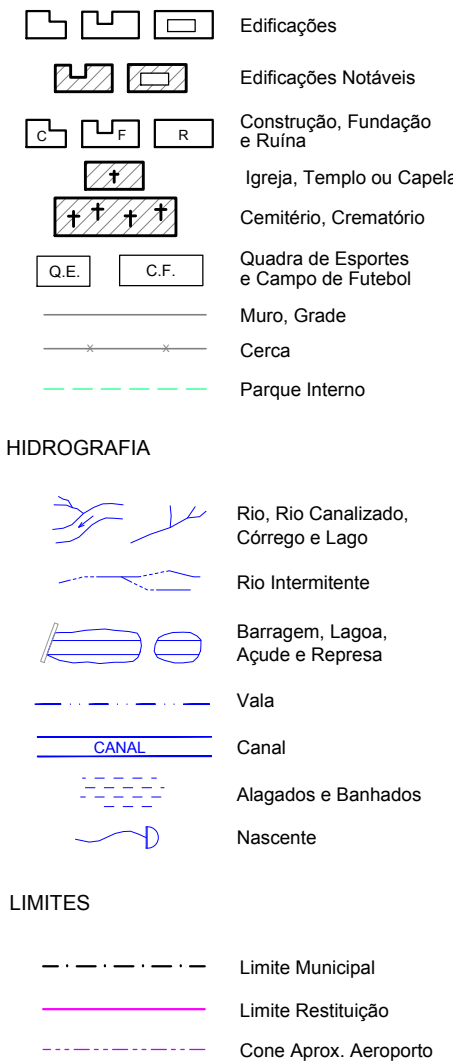 Edificações
Edificações Notáveis
C F R Construção, Fundação
e Ruína
Igreja, Templo ou Capela
Cemitério, Crematório
Q.E. C.F. Quadra de Esportes
e Campo de Futebol
Muro, Grade
Cerca
Parque Interno
HIDROGRAFIA
Rio, Rio Canalizado,
Córrego e Lago
Rio Intermitente
Barragem, Lagoa,
Açude e Represa
Vala
CANAL Canal
Alagados e Banhados
Nascente
LIMITES
Limite Municipal
Limite Restituição
Cone Aprox. Aeroporto